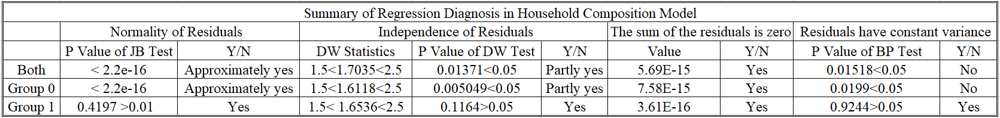 Summary of Regression Diagnosis in Household Composition Model
Normality of Residuals Independence of Residuals The sum of the residuals is zero Residuals have constant variance
P Value of JB Test Y/N DW Statistics P Value of DW Test Y/N Value Y/N P Value of BP Test Y/N
Both < 2.2e-16 Approximately yes 1.5<1.7035<2.5 0.01371<0.05 Partly yes 5.69E-15 Yes 0.01518<0.05 No
Group 0 < 2.2e-16 Approximately yes 1.5<1.6118<2.5 0.005049<0.05 Partly yes 7.58E-15 Yes 0.0199<0.05 No
Group 1 0.4197 >0.01 Yes 1.5< 1.6536<2.5 0.1164>0.05 Yes 3.61E-16 Yes 0.9244>0.05 Yes